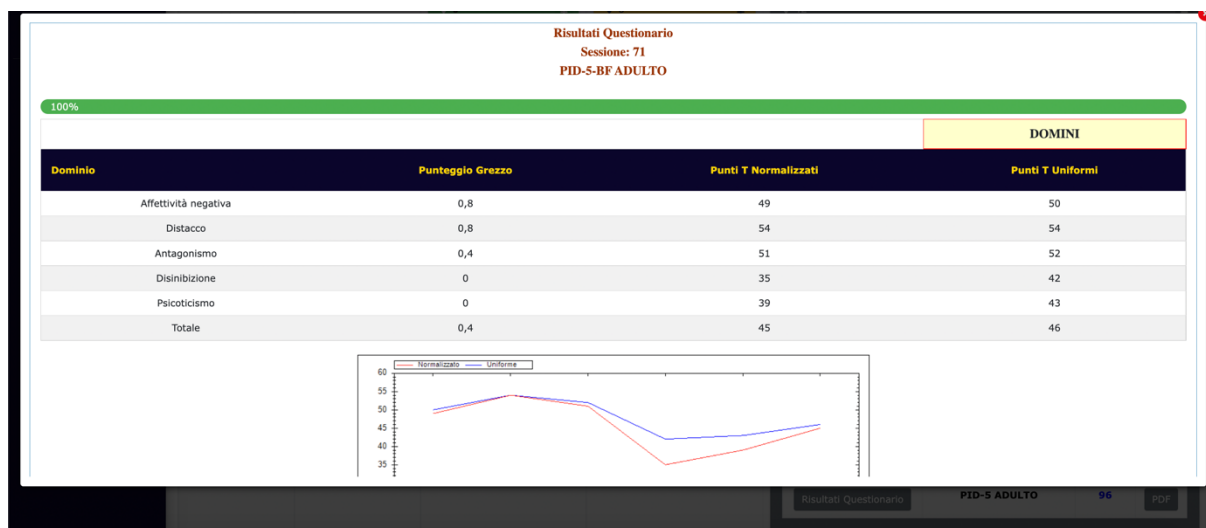 Risultati Questionario
Sessione: 71
PID-5-BF ADULTO
100%
DOMINI
Dominio Punteggio Grezzo Punti T Normalizzati Punti T Uniformi
Affettività negativa 0,8 49 50
Distacco 0,8 54 54
Antagonismo 0,4 51 52
Disinibizione 0 35 42
Psicoticismo 0 39 43
Totale 0,4 45 46
Normalizzato Uniforme
60
55
50
45
40
35
Risultati Questionario PID-5 ADULTO 96 PDF